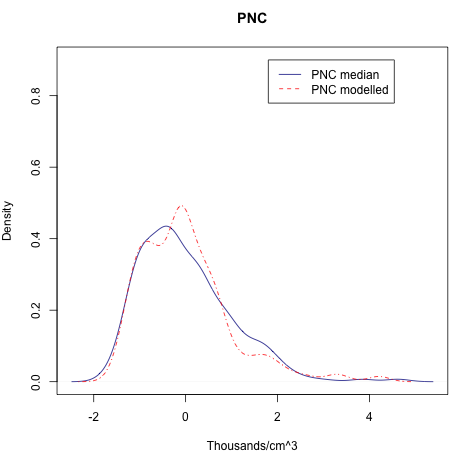 PNC
PNC median
PNC modelled
Density
0.8
0.6
0.4
0.2
0.0
-2 0 2 4
Thousands/cm^3